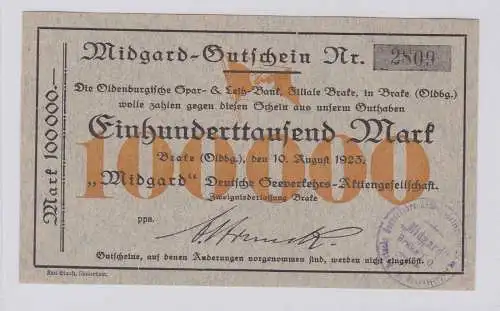 Midgard-Gutschein Nr. 2809
Die Oldenburgische Spar- & Leih-Bank, Filiale Brake, in Brake (Oldbg.)
wolle zahlen gegen diesen Schein aus unserm Guthaben
Einhunderttausend Mark
100000
Brake (Oldbg.), den 10. August 1923.
„Midgard“ Deutsche Seeverkehrs-Aktiengesellschaft.
Zweigniederlassung Brake
ppa.
Gutscheine, auf denen Änderungen vorgenommen sind, werden nicht eingelöst.
Mark 100000.—
Midgard